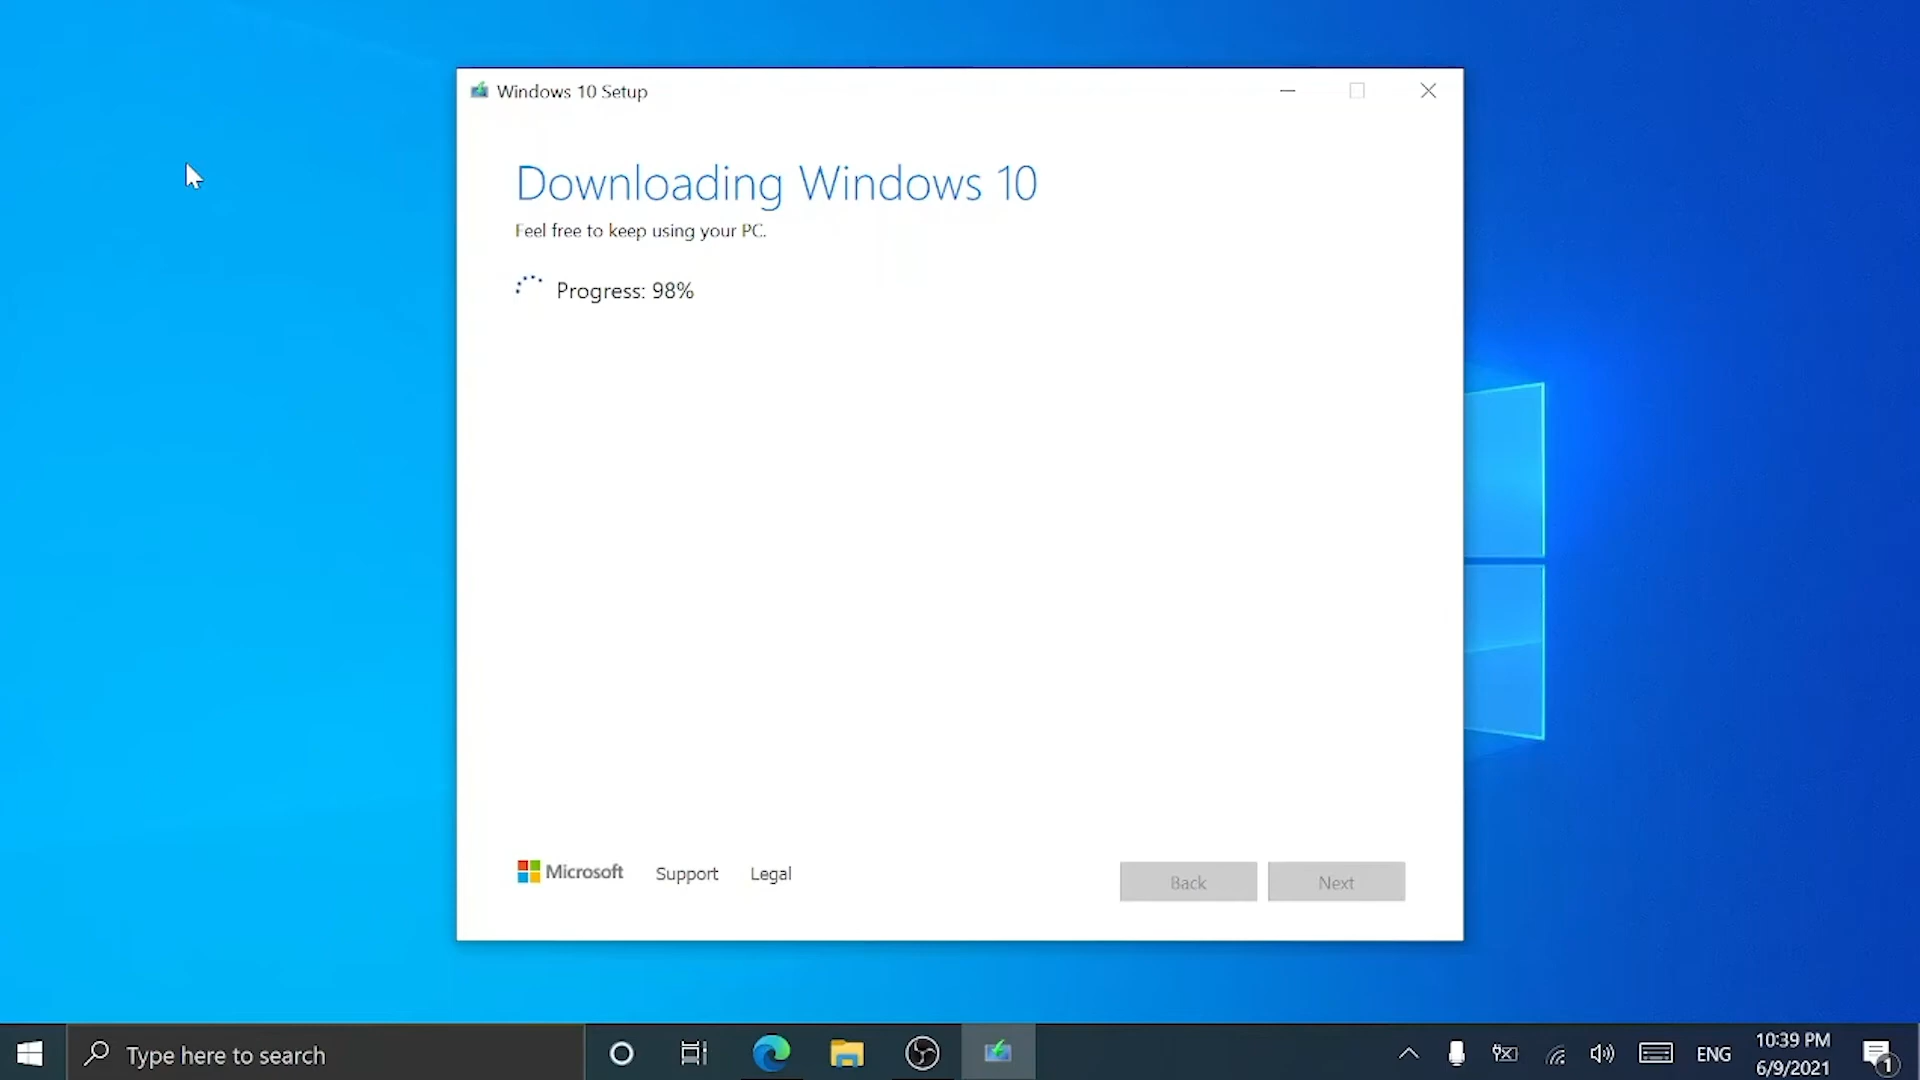 Windows 10 Setup
Downloading Windows 10
Feel free to keep using your PC.
Progress: 98%
Microsoft Support Legal
Back Next
Type here to search
ENG
10:39 PM
6/9/2021
1